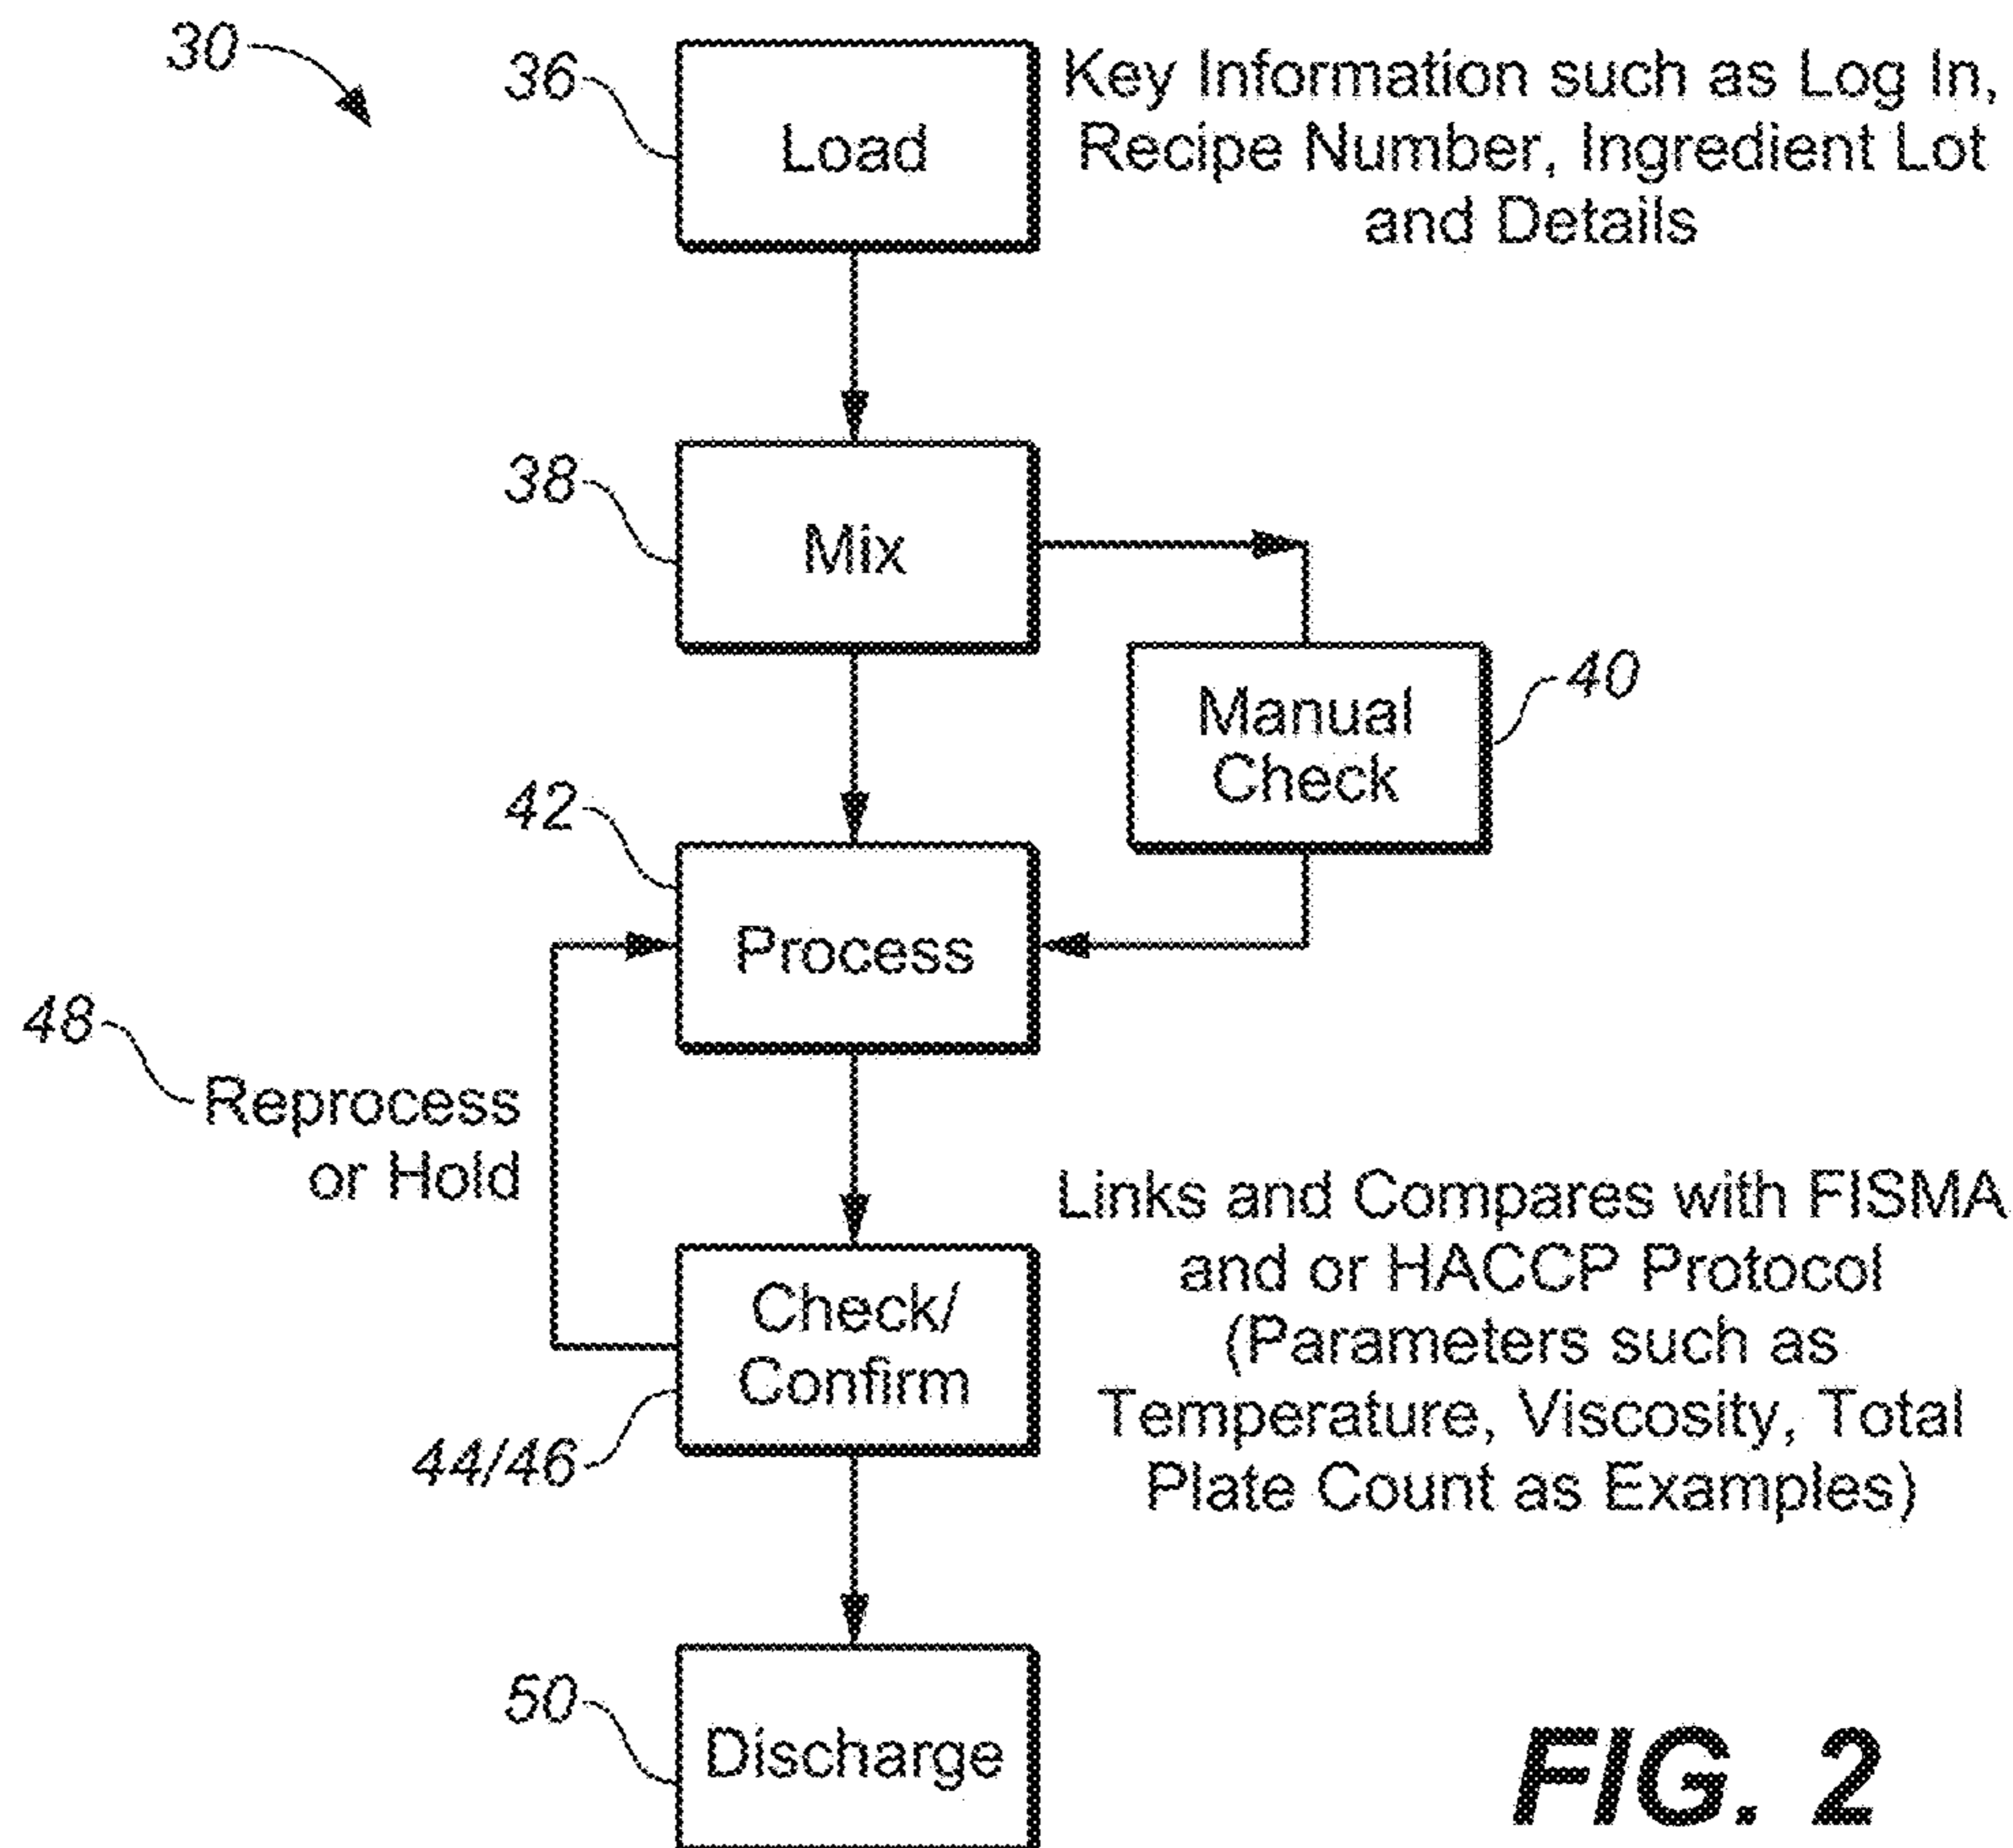 30
36
Load
Key Information such as Log In,
Recipe Number, Ingredient Lot
and Details
38
Mix
Manual
Check
40
42
Process
48
Reprocess
or Hold
Check/
Confirm
44/46
Links and Compares with FISMA
and or HACCP Protocol
(Parameters such as
Temperature, Viscosity, Total
Plate Count as Examples)
50
Discharge
FIG. 2